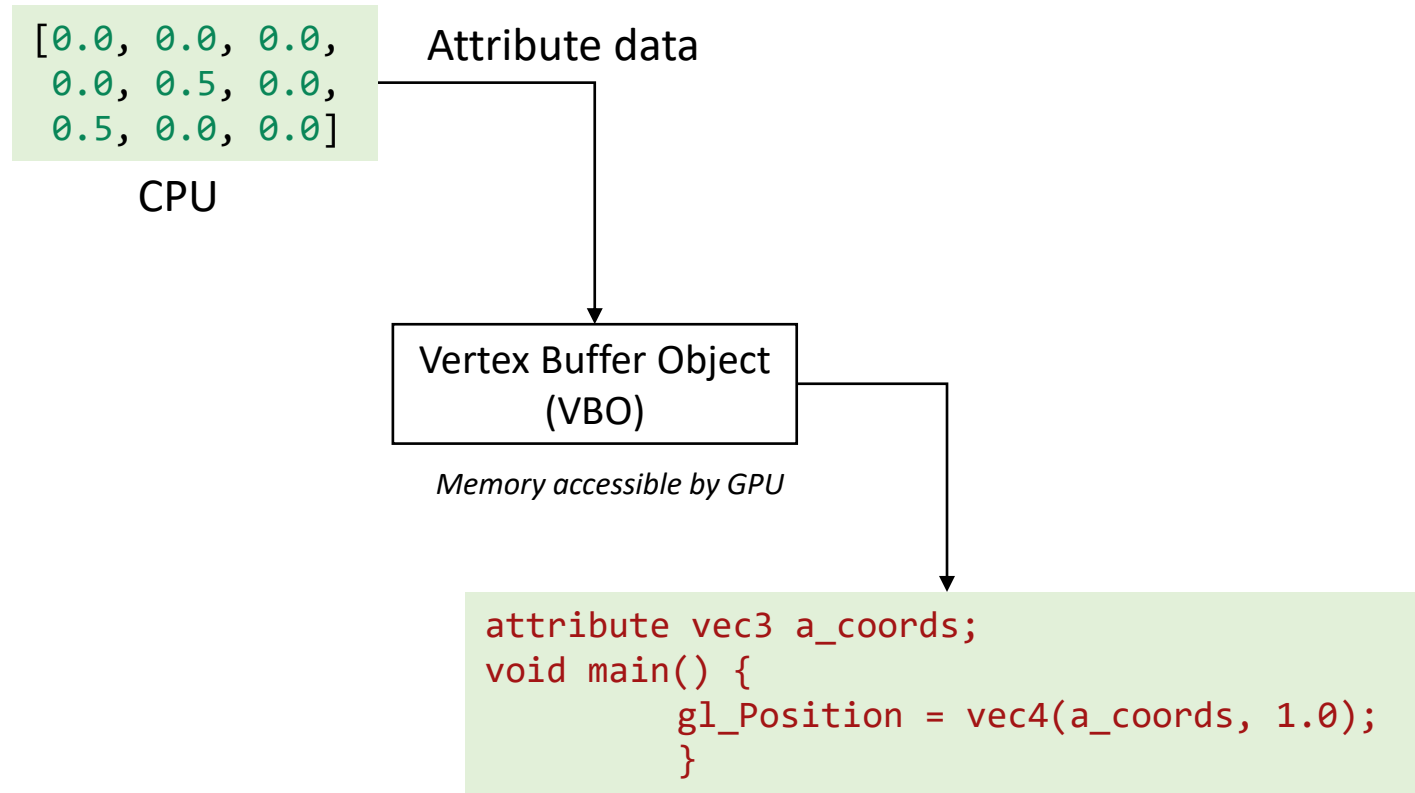 [0.0, 0.0, 0.0,
0.0, 0.5, 0.0,
0.5, 0.0, 0.0]
CPU
Attribute data
Vertex Buffer Object
(VBO)
Memory accessible by GPU
attribute vec3 a_coords;
void main() {
gl_Position = vec4(a_coords, 1.0);
}